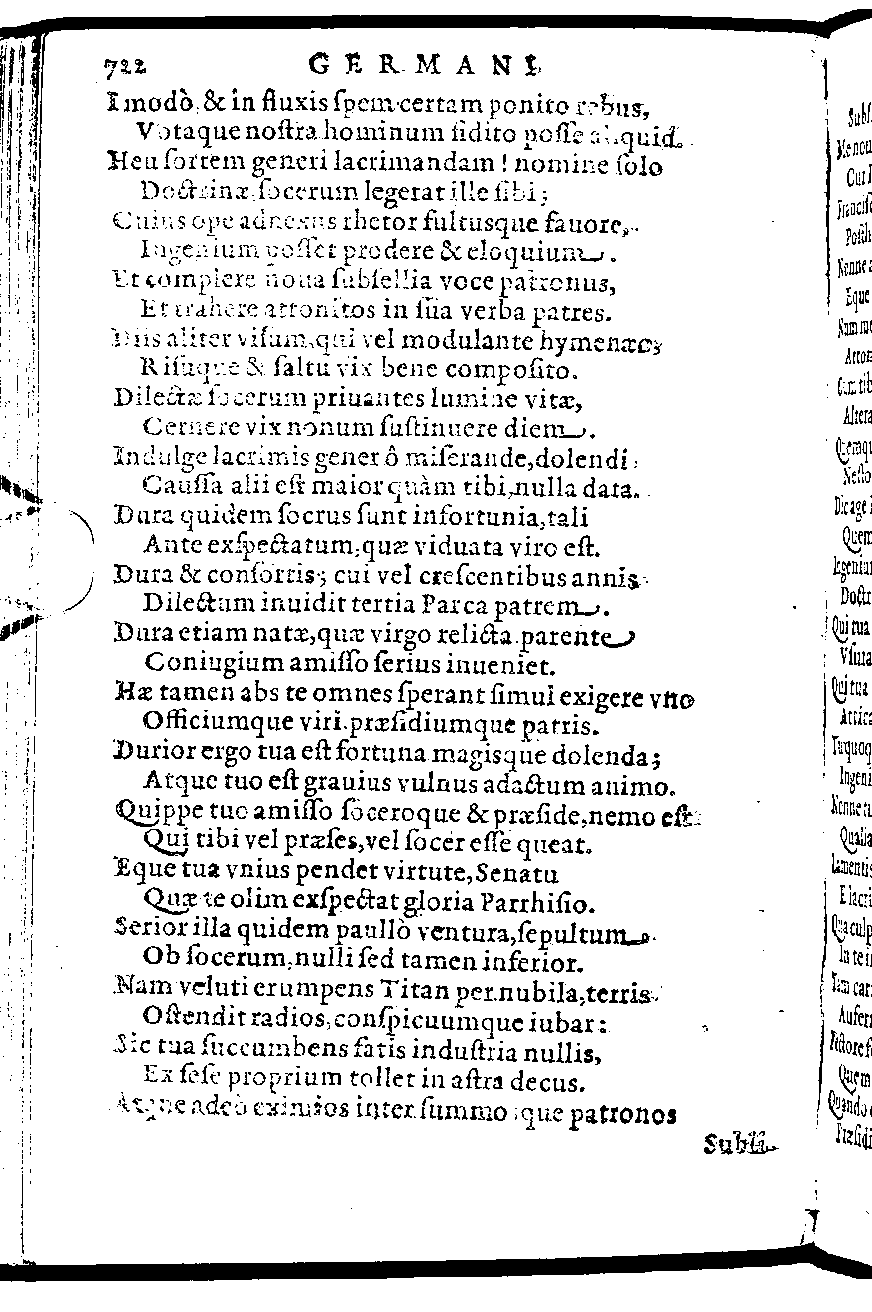 722 GERMANI
I modò, & in fluxis ſpem certam ponito rebus,
Votaque noſtra hominum fidito poſſe aliquid.
Heu ſortem generi lacrimandam! nomine ſolo
Doctrinæ ſocerum legerat ille ſibi;
Cuius ope adnexus rhetor fultusque fauore,
Ingenium poſſet prodere & eloquium.
Et complere noua ſubſellia voce patronus,
Et trahere attonitos in ſua verba patres.
Diis aliter viſum, qui vel modulante hymenæo,
Riſuque & ſaltu vix bene compoſito.
Dilectæ ſocerum priuantes lumine vitæ,
Cernere vix nonum ſuſtinuere diem.
Indulge lacrimis gener ô miſerande, dolendi
Cauſſa alii eſt maior quàm tibi, nulla data.
Dura quidem ſocrus ſunt infortunia, tali
Ante exſpectatum, quæ viduata viro eſt.
Dura & conſortis; cui vel creſcentibus annis
Dilectum inuidit tertia Parca patrem.
Dura etiam natæ, quæ virgo relicta parente
Coniugium amiſſo ſerius inueniet.
Hæ tamen abs te omnes ſperant ſimul exigere vno
Officiumque viri, præſidiumque patris.
Durior ergo tua eſt fortuna magisque dolenda;
Atque tuo eſt grauius vulnus adactum animo.
Quippe tuo amiſſo ſoceroque & præſide, nemo eſt
Qui tibi vel præſes, vel ſocer eſſe queat.
Eque tua vnius pendet virtute, Senatu
Quæ te olim exſpectat gloria Parrhiſio.
Serior illa quidem paullò ventura, ſepultum
Ob ſocerum, nulli ſed tamen inferior.
Nam veluti erumpens Titan per nubila, terris
Oſtendit radios, conſpicuumque iubar:
Sic tua ſuccumbens fatis induſtria nullis,
Ex ſeſe proprium tollet in aſtra decus.
Atque adeò eximios inter ſummosque patronos
Subſi